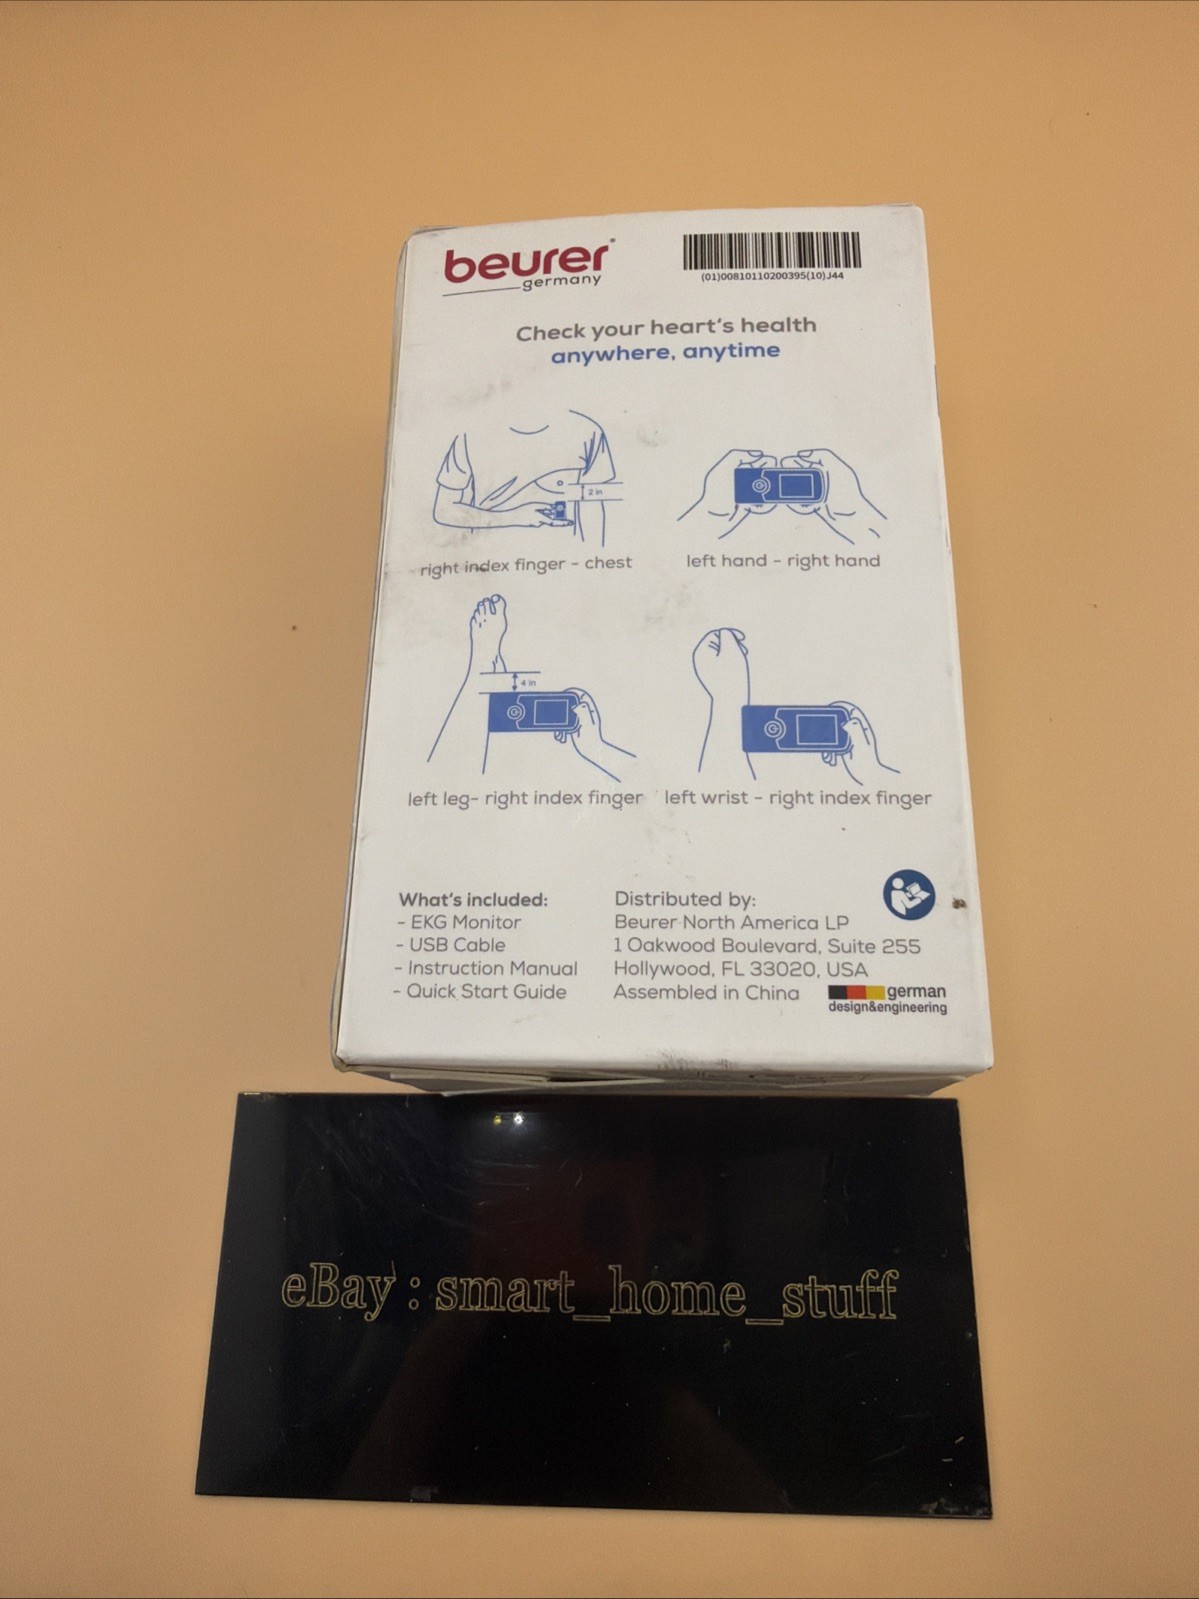 beurer®
germany
(01)00810110200395(10)J44
Check your heart's health
anywhere, anytime
2 in
right index finger - chest
left hand - right hand
4 in
left leg- right index finger
left wrist - right index finger
What's included:
- EKG Monitor
- USB Cable
- Instruction Manual
- Quick Start Guide
Distributed by:
Beurer North America LP
1 Oakwood Boulevard, Suite 255
Hollywood, FL 33020, USA
Assembled in China
german
design&engineering
eBay : smart_home_stuff